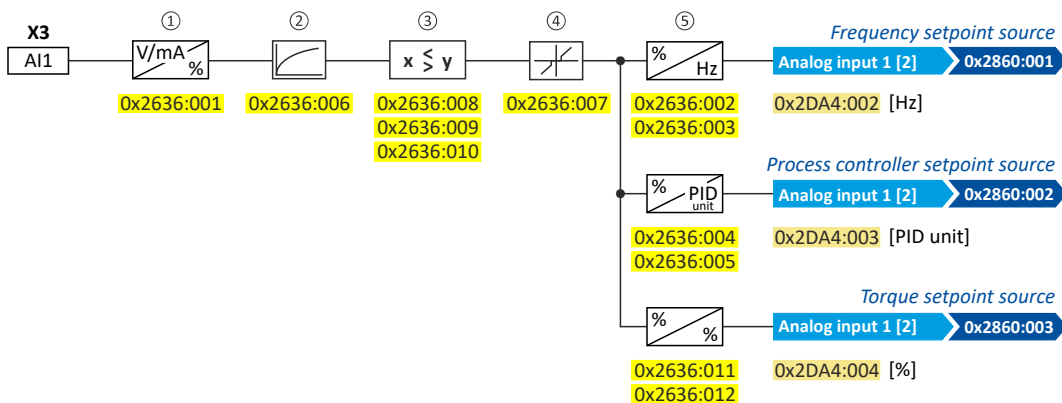 X3
AI1
①
V/mA
%
0x2636:001
②
0x2636:006
③
x ≶ y
0x2636:008
0x2636:009
0x2636:010
④
0x2636:007
⑤
%
Hz
0x2636:002
0x2636:003
Frequency setpoint source
Analog input 1 [2]
0x2860:001
0x2DA4:002 [Hz]
%
PID
unit
0x2636:004
0x2636:005
Process controller setpoint source
Analog input 1 [2]
0x2860:002
0x2DA4:003 [PID unit]
%
%
0x2636:011
0x2636:012
Torque setpoint source
Analog input 1 [2]
0x2860:003
0x2DA4:004 [%]